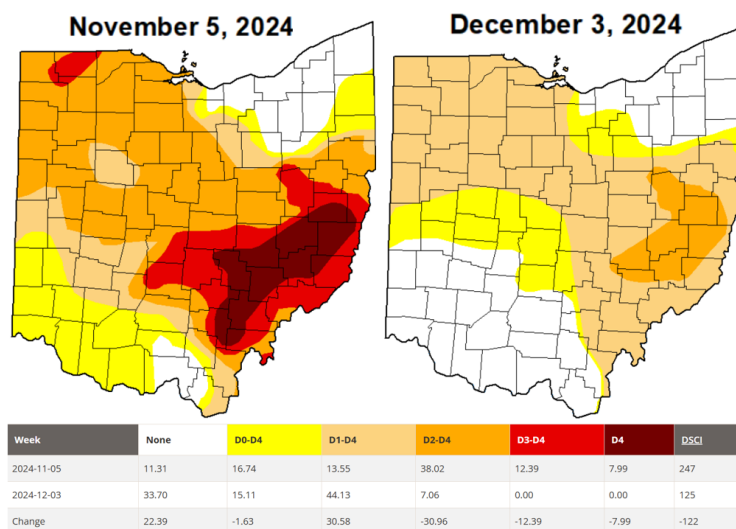 November 5, 2024
December 3, 2024
Week None D0-D4 D1-D4 D2-D4 D3-D4 D4 DSCI
2024-11-05 11.31 16.74 13.55 38.02 12.39 7.99 247
2024-12-03 33.70 15.11 44.13 7.06 0.00 0.00 125
Change 22.39 -1.63 30.58 -30.96 -12.39 -7.99 -122